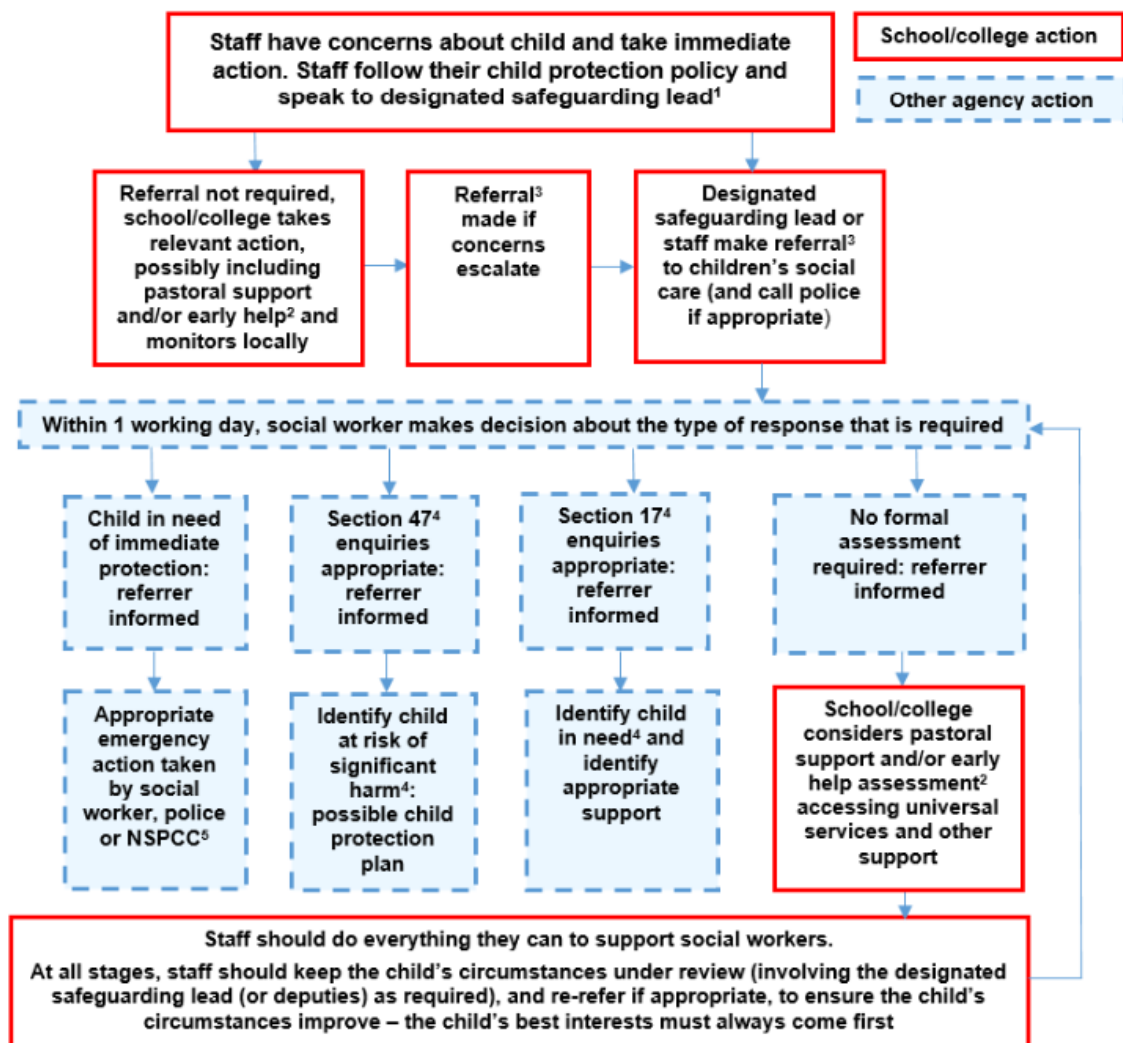 Staff have concerns about child and take immediate
action. Staff follow their child protection policy and
speak to designated safeguarding lead¹
School/college action
Other agency action
Referral not required,
school/college takes
relevant action,
possibly including
pastoral support
and/or early help² and
monitors locally
Referral³
made if
concerns
escalate
Designated
safeguarding lead or
staff make referral³
to children's social
care (and call police
if appropriate)
Within 1 working day, social worker makes decision about the type of response that is required
Child in need
of immediate
protection:
referrer
informed
Section 47⁴
enquiries
appropriate:
referrer
informed
Section 17⁴
enquiries
appropriate:
referrer
informed
No formal
assessment
required: referrer
informed
Appropriate
emergency
action taken
by social
worker, police
or NSPCC⁵
Identify child
at risk of
significant
harm⁴:
possible child
protection
plan
Identify child
in need⁴ and
identify
appropriate
support
School/college
considers pastoral
support and/or early
help assessment²
accessing universal
services and other
support
Staff should do everything they can to support social workers.
At all stages, staff should keep the child's circumstances under review (involving the designated
safeguarding lead (or deputies) as required), and re-refer if appropriate, to ensure the child's
circumstances improve – the child's best interests must always come first